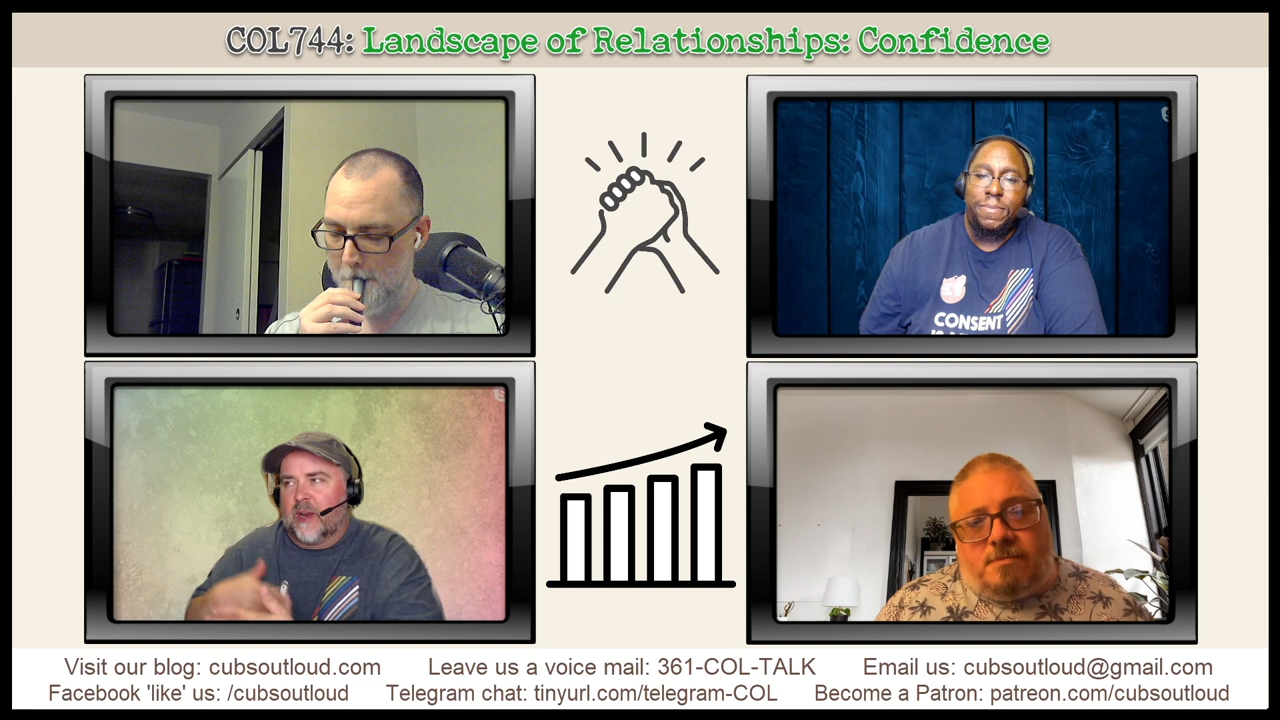 COL744: Landscape of Relationships: Confidence
CONSENT
Visit our blog: cubsoutloud.com Leave us a voice mail: 361-COL-TALK Email us: cubsoutloud@gmail.com
Facebook 'like' us: /cubsoutloud Telegram chat: tinyurl.com/telegram-COL Become a Patron: patreon.com/cubsoutloud